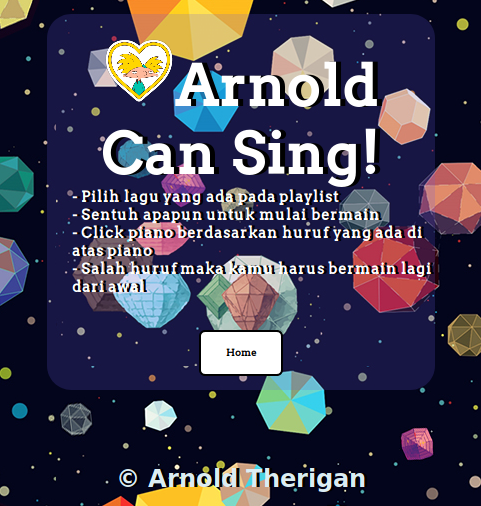 Arnold
Can Sing!
- Pilih lagu yang ada pada playlist
- Sentuh apapun untuk mulai bermain
- Click piano berdasarkan huruf yang ada di
atas piano
- Salah huruf maka kamu harus bermain lagi
dari awal
Home
© Arnold Therigan